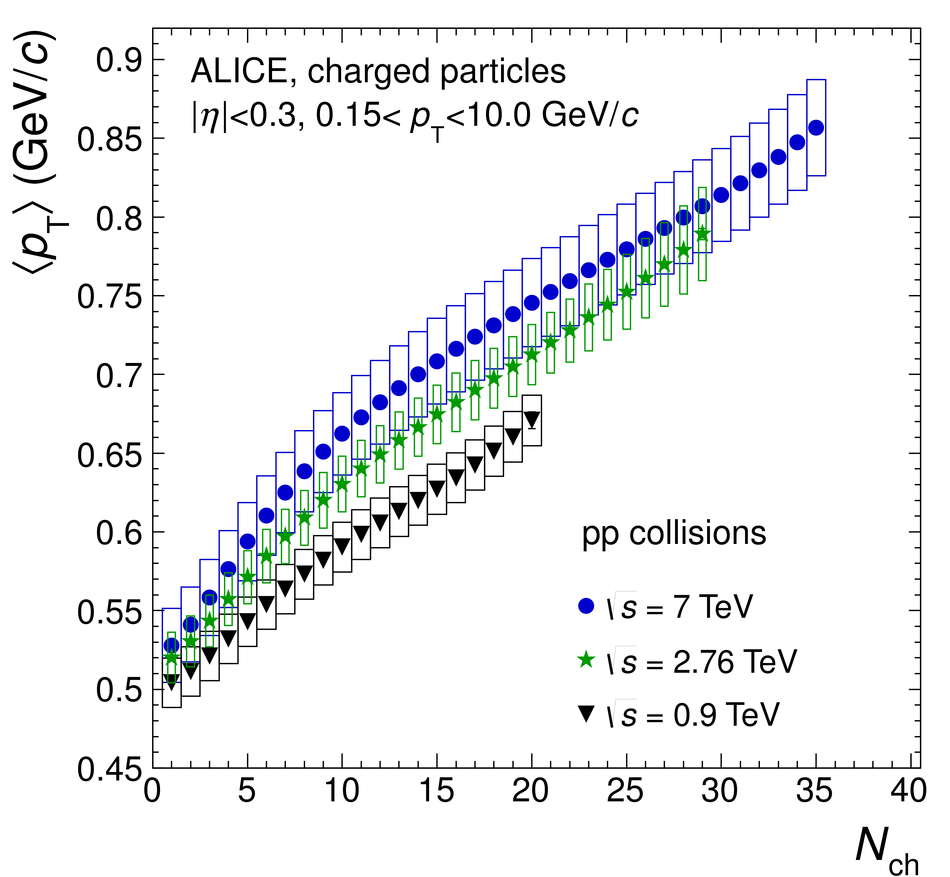 ⟨pT⟩ (GeV/c)
0.9
0.85
0.8
0.75
0.7
0.65
0.6
0.55
0.5
0.45
ALICE, charged particles
|η|<0.3, 0.15< pT<10.0 GeV/c
pp collisions
√s = 7 TeV
√s = 2.76 TeV
√s = 0.9 TeV
0 5 10 15 20 25 30 35 40
Nch